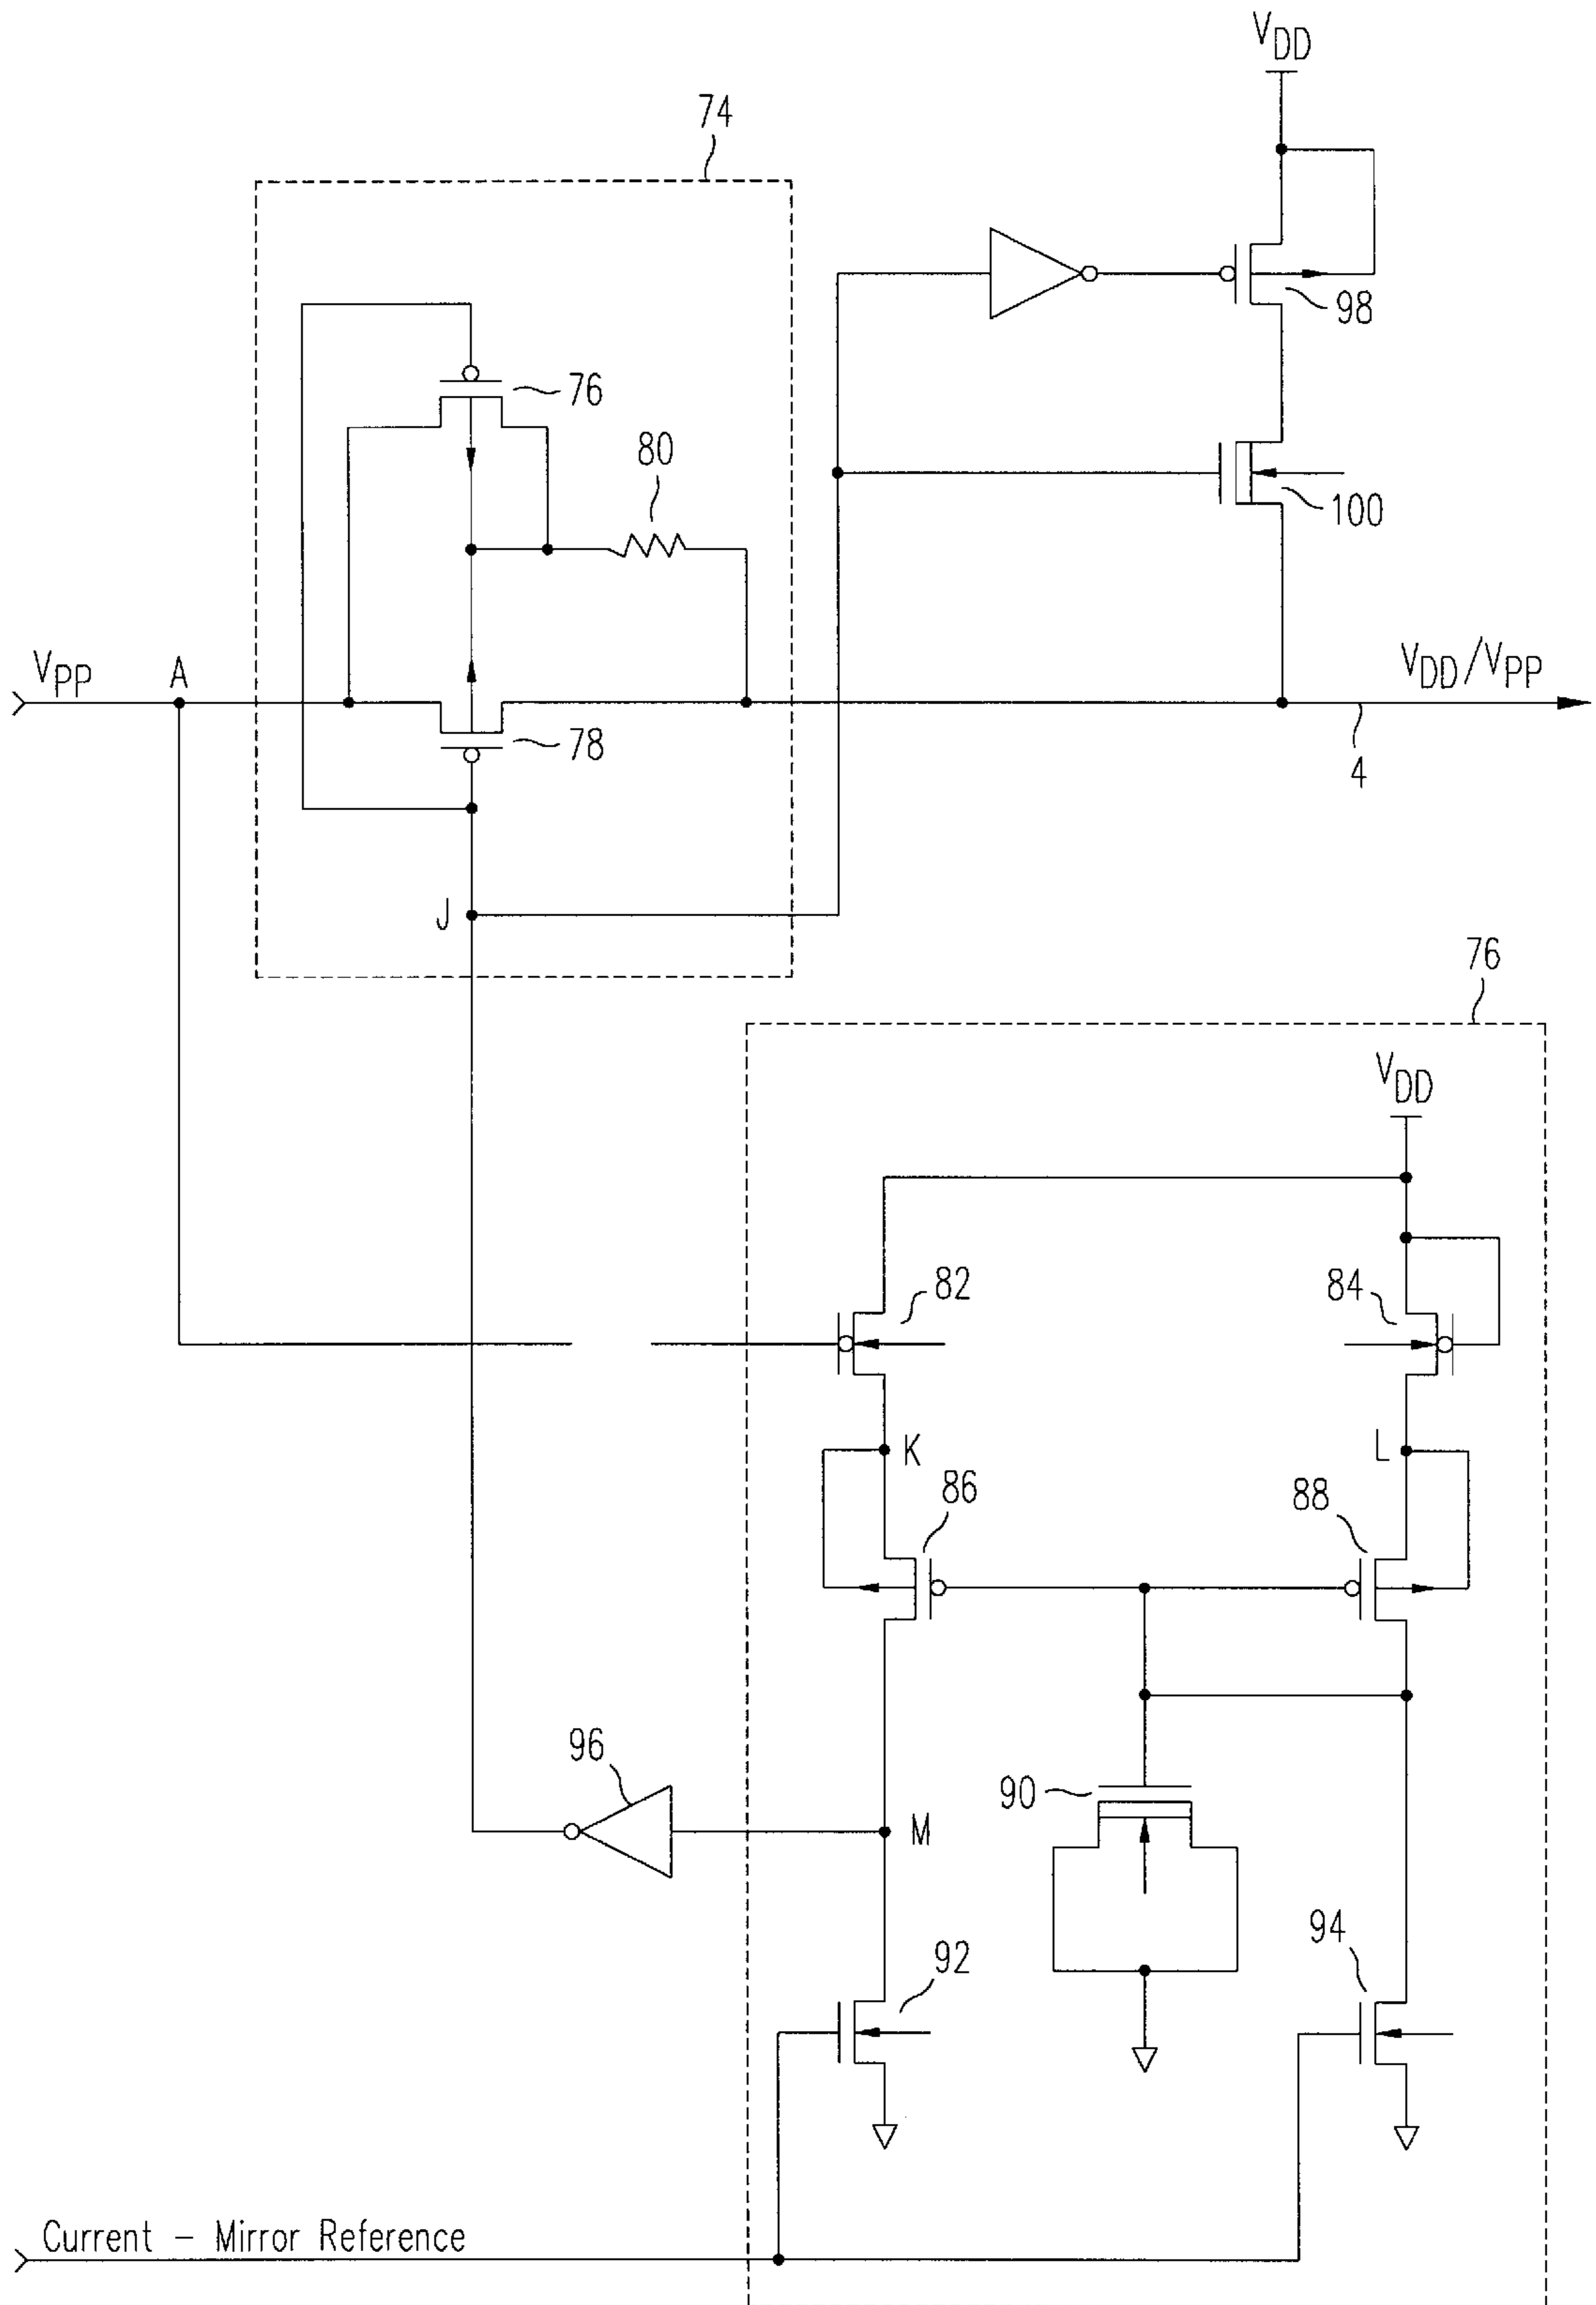 VDD
74
98
76
80
100
VPP
A
VDD/VPP
78
4
J
76
VDD
82
84
K
L
86
88
96
90
M
94
92
Current - Mirror Reference